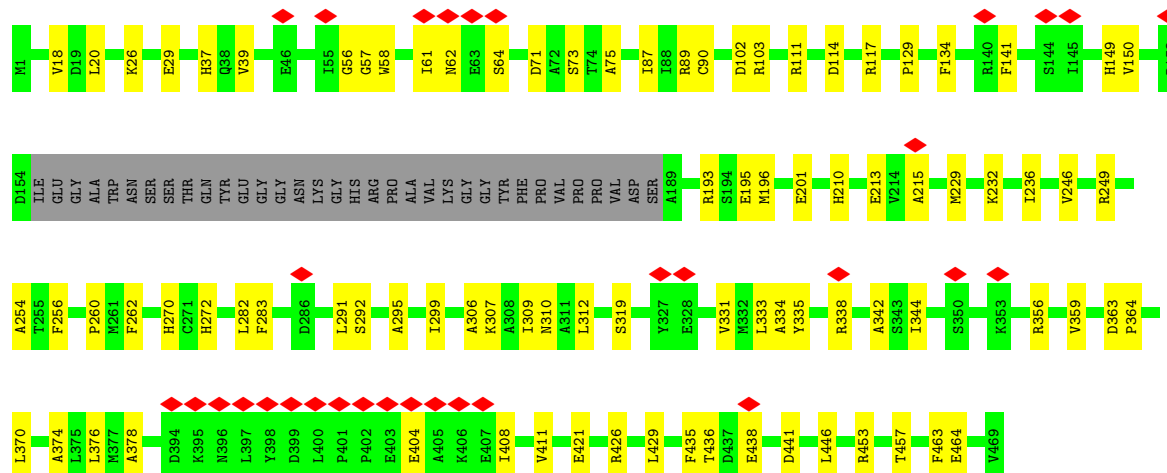 M1 V18 D19 L20 K26 E29 H37 Q38 V39 E46 I55 G56 G57 W58 I61 N62 E63 S64 D71 A72 S73 T74 A75 I87 I88 R89 C90 D102 R103 R111 D114 R117 P129 F134 R140 F141 S144 I145 H149 V150
D154 ILE GLU GLY ALA TRP ASN SER SER THR GLN TYR GLU GLY GLY ASN LYS GLY HIS ARG PRO ALA VAL LYS GLY GLY TYR PHE PRO VAL PRO PRO VAL ASP SER A189 R193 S194 E195 M196 E201 H210 E213 V214 A215 M229 K232 I236 V246 R249
A254 T255 F256 P260 M261 F262 H270 C271 H272 L282 F283 D286 L291 S292 A295 I299 A306 K307 A308 I309 N310 A311 L312 S319 Y327 E328 V331 M332 L333 A334 Y335 R338 A342 S343 I344 S350 K353 R356 V359 D363 P364
L370 A374 L375 L376 M377 A378 D394 K395 N396 L397 Y398 D399 L400 P401 P402 E403 E404 A405 K406 E407 I408 V411 E421 R426 L429 F435 T436 D437 E438 D441 L446 R453 T457 F463 E464 V469